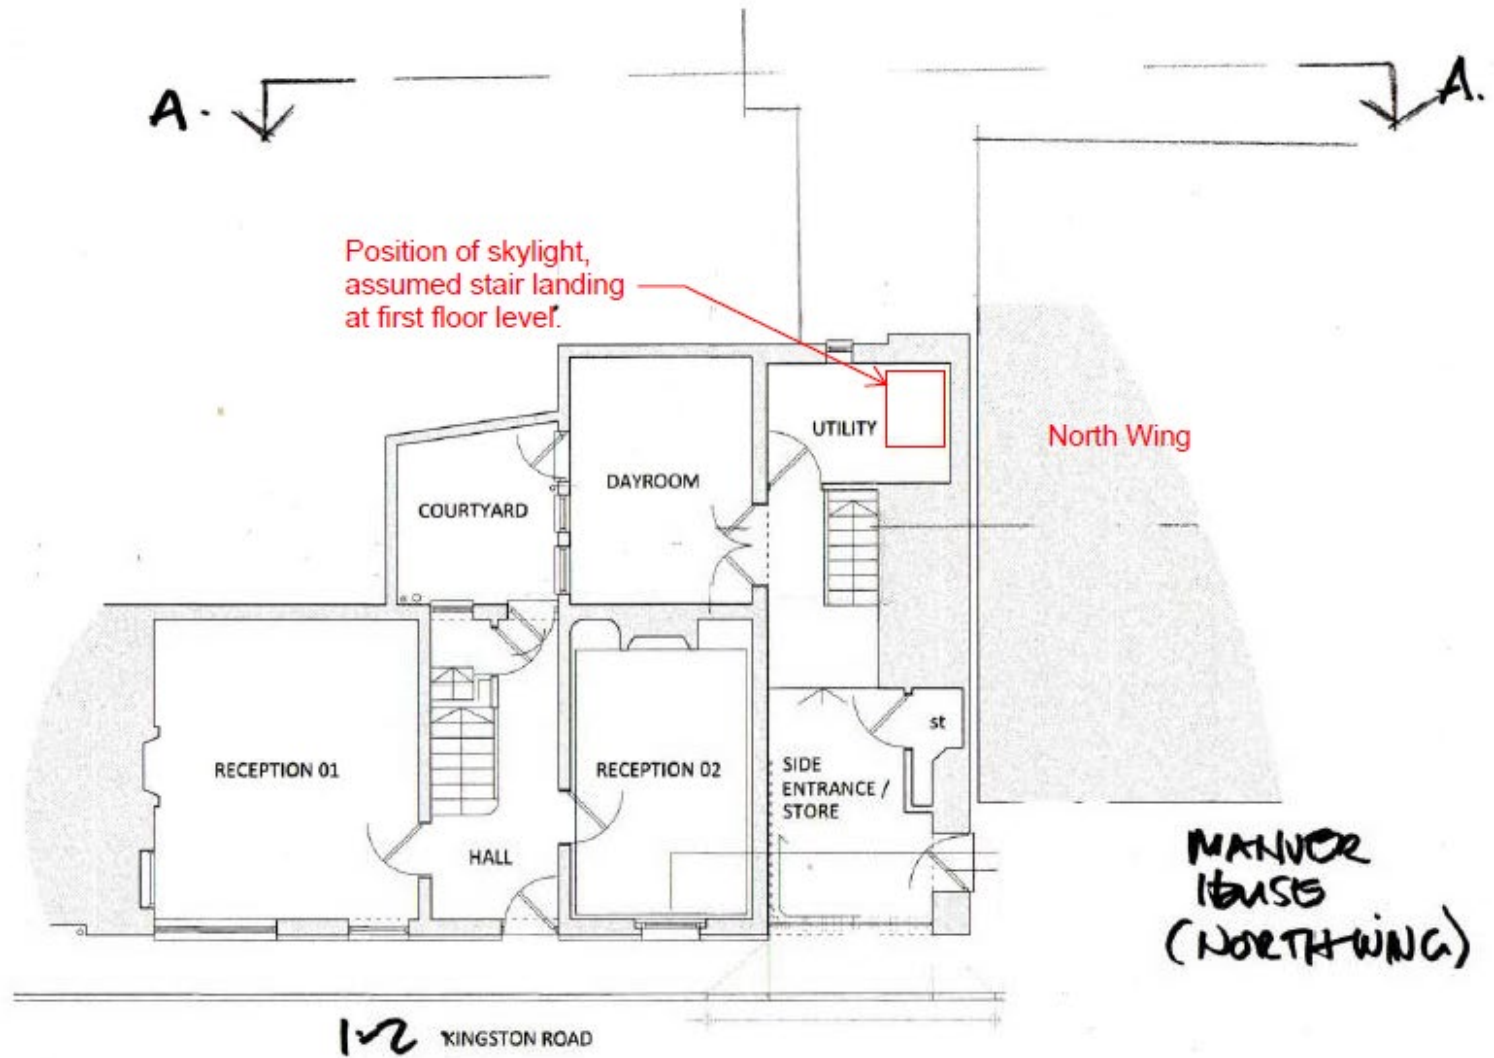 A.
A.
Position of skylight,
assumed stair landing
at first floor level.
UTILITY
North Wing
DAYROOM
COURTYARD
st
RECEPTION 01
RECEPTION 02
SIDE
ENTRANCE /
STORE
HALL
MANVER
HOUSE
(NORTH WING)
1-2 KINGSTON ROAD